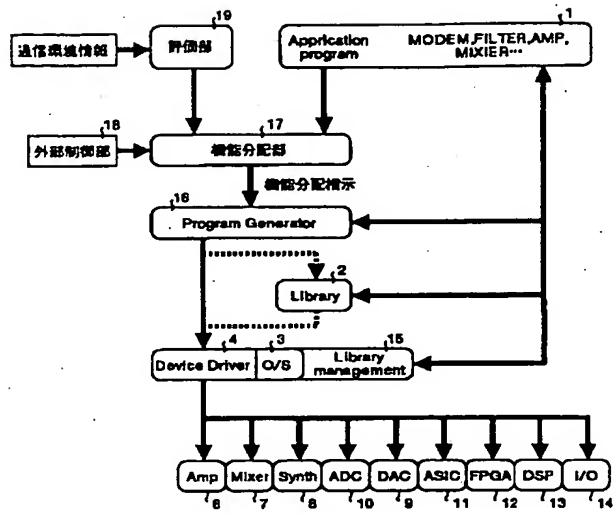 19
1
通信環境情報
評価部
Application
program
MODEM,FILTER,AMP,
MIXIER…
18
17
外部制御部
機能分配部
機能分配指示
16
Program Generator
2
Library
4
3
15
Device Driver
O/S
Library
management
Amp
Mixer
Synth
ADC
DAC
ASIC
FPGA
DSP
I/O
6
7
8
10
9
11
12
13
14